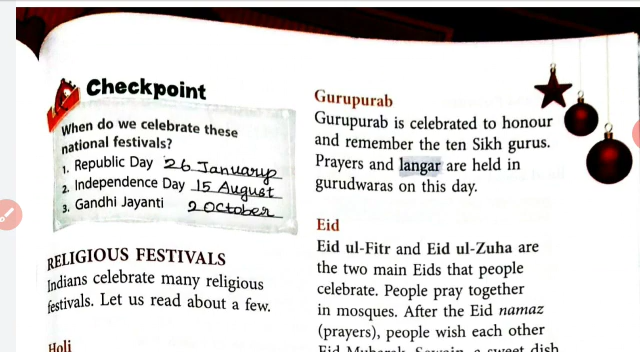 Checkpoint
When do we celebrate these
national festivals?
1. Republic Day 26 January
2. Independence Day 15 August
3. Gandhi Jayanti 2 October
RELIGIOUS FESTIVALS
Indians celebrate many religious
festivals. Let us read about a few.
Holi
Gurupurab
Gurupurab is celebrated to honour
and remember the ten Sikh gurus.
Prayers and langar are held in
gurudwaras on this day.
Eid
Eid ul-Fitr and Eid ul-Zuha are
the two main Eids that people
celebrate. People pray together
in mosques. After the Eid namaz
(prayers), people wish each other
Eid Mubarak. Sewain, a sweet dish